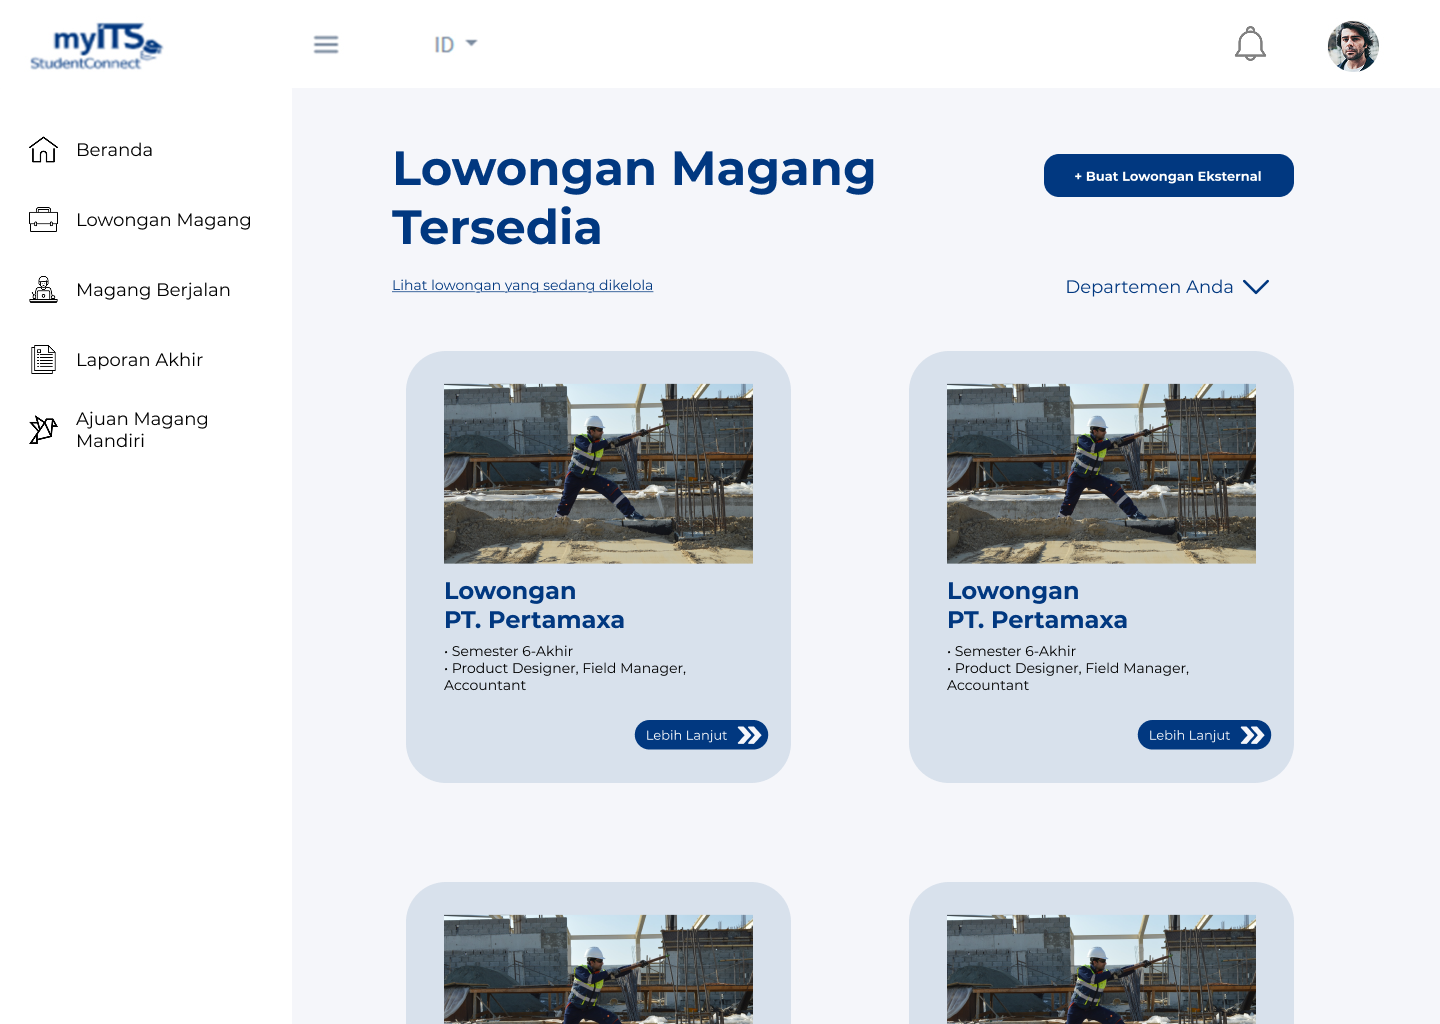 myITS
StudentConnect
ID
Beranda
Lowongan Magang
Magang Berjalan
Laporan Akhir
Ajuan Magang
Mandiri
Lowongan Magang
Tersedia
+ Buat Lowongan Eksternal
Lihat lowongan yang sedang dikelola
Departemen Anda
Lowongan
PT. Pertamaxa
• Semester 6-Akhir
• Product Designer, Field Manager,
Accountant
Lebih Lanjut
Lowongan
PT. Pertamaxa
• Semester 6-Akhir
• Product Designer, Field Manager,
Accountant
Lebih Lanjut